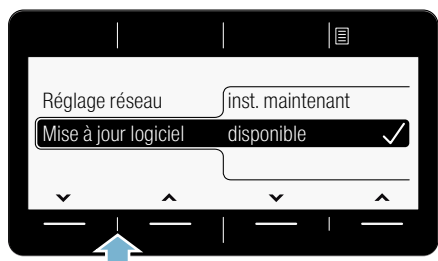 Réglage réseau
inst. maintenant
Mise à jour logiciel
disponible